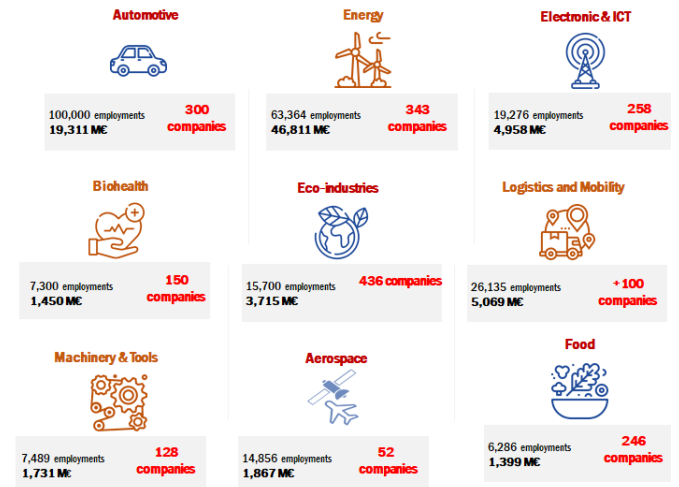 Automotive
100,000 employments
19,311 M€
300
companies
Energy
63,364 employments
46,811 M€
343
companies
Electronic & ICT
19,276 employments
4,958 M€
258
companies
Biohealth
7,300 employments
1,450 M€
150
companies
Eco-industries
15,700 employments
3,715 M€
436 companies
Logistics and Mobility
26,135 employments
5,069 M€
+100
companies
Machinery & Tools
7,489 employments
1,731 M€
128
companies
Aerospace
14,856 employments
1,867 M€
52
companies
Food
6,286 employments
1,399 M€
246
companies